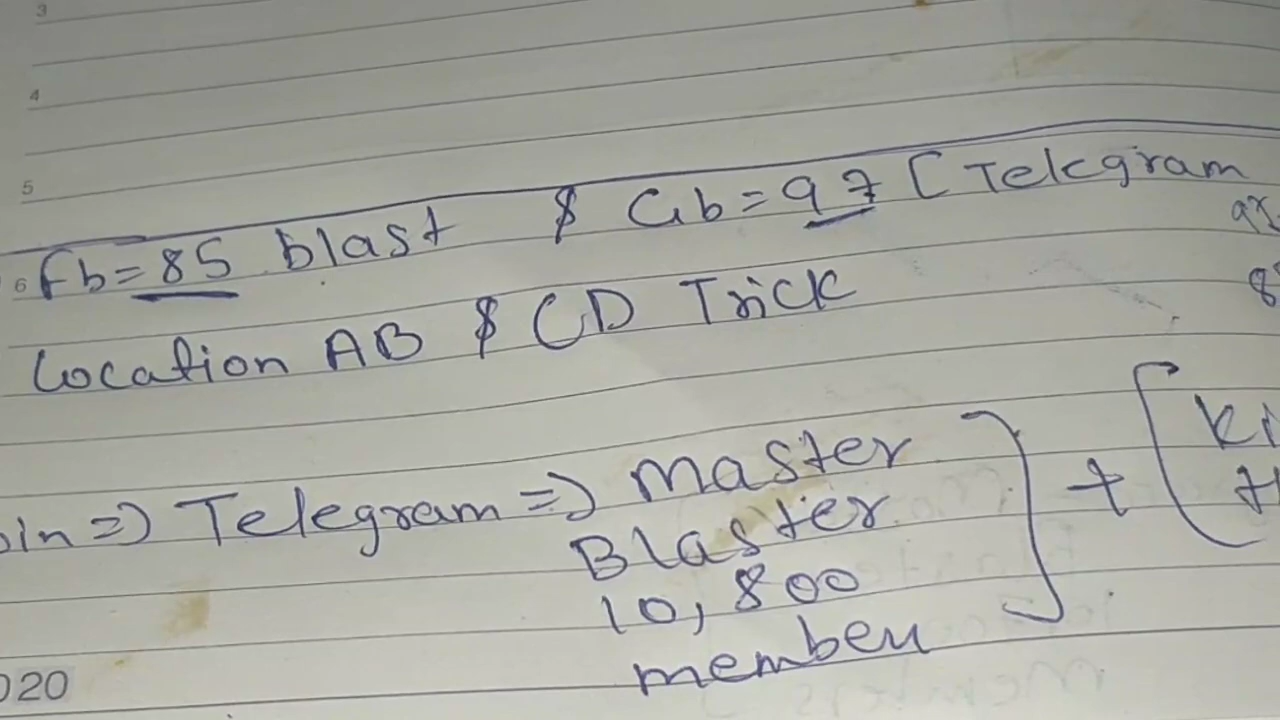 3
4
5
6 Fb=85 blast $ Gb=97 [Telegram
Location AB $ CD Trick
oin => Telegram => master
Blaster
10,800
member
] + [
020